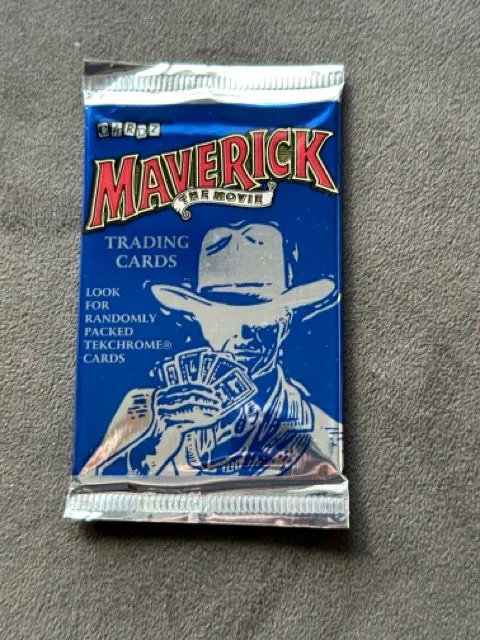 CARDZ
MAVERICK
THE MOVIE
TRADING
CARDS
LOOK
FOR
RANDOMLY
PACKED
TEKCHROME®
CARDS